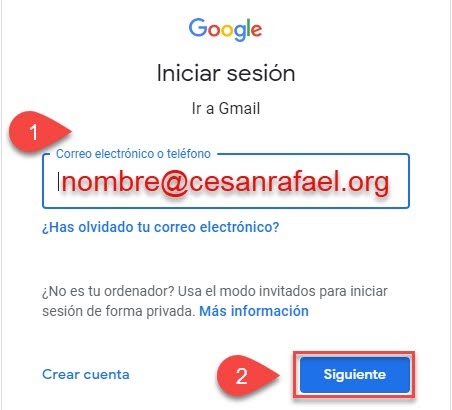 Google
Iniciar sesión
Ir a Gmail
1
Correo electrónico o teléfono
nombre@cesanrafael.org
¿Has olvidado tu correo electrónico?
¿No es tu ordenador? Usa el modo invitados para iniciar
sesión de forma privada. Más información
Crear cuenta
2
Siguiente